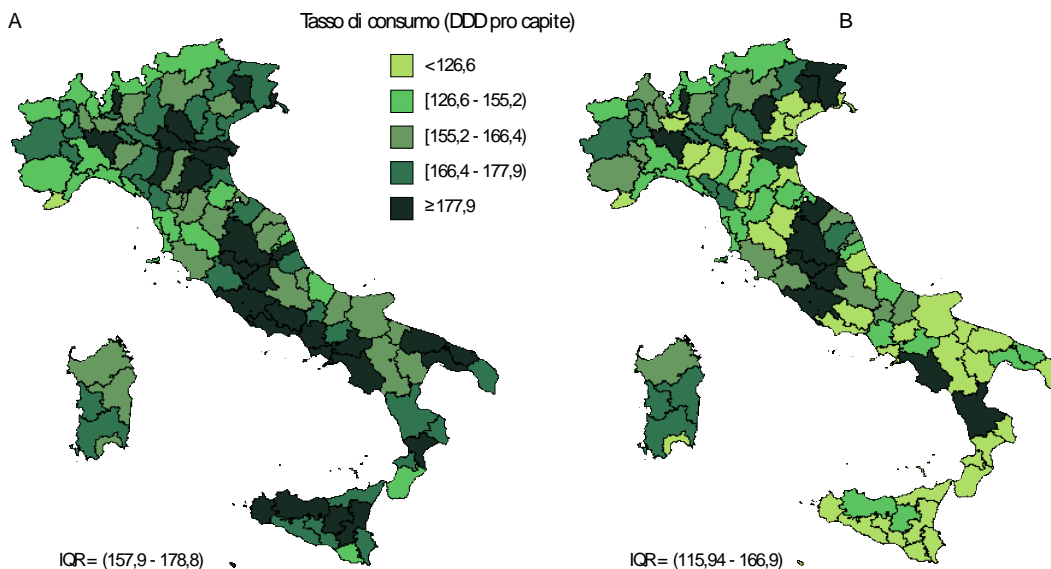 A
Tasso di consumo (DDD pro capite)
B
<126,6
[126,6 - 155,2)
[155,2 - 166,4)
[166,4 - 177,9)
≥177,9
IQR= (157,9 - 178,8)
IQR= (115,94 - 166,9)